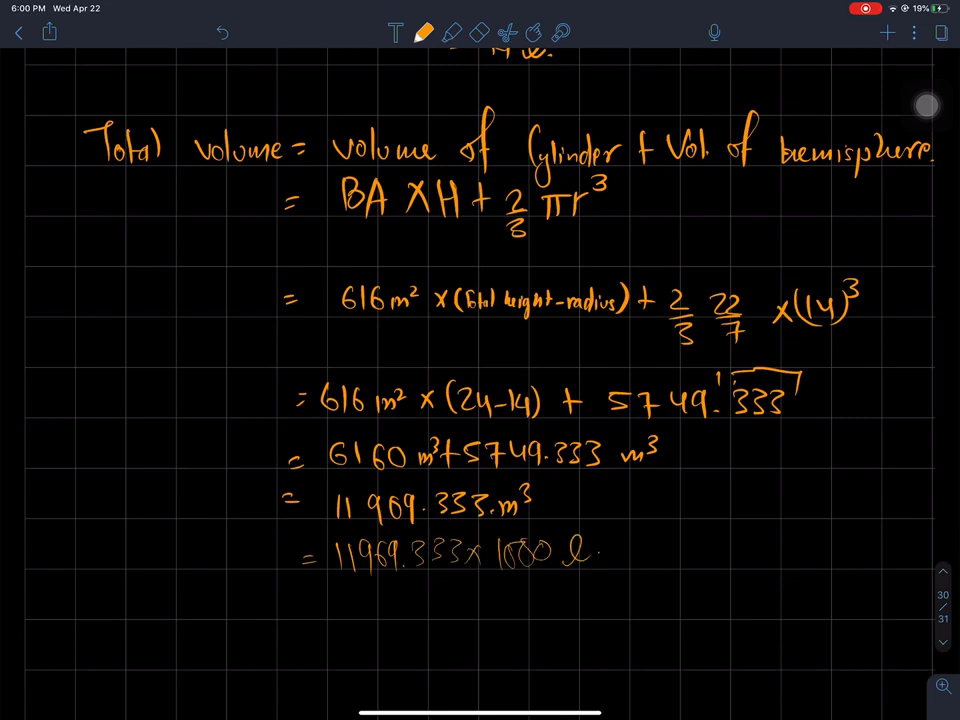 6:00 PM Wed Apr 22
19%
T
Total volume = volume of Cylinder + Vol. of hemisphere.
= BA X H + 2/3 πr³
= 616 m² x (Total height - radius) + 2/3 22/7 x (14)³
= 616 m² x (24-14) + 5749.333
= 6160 m³ + 5749.333 m³
= 11909.333.m³
= 11909.333 x 1000 l.
30
/
31